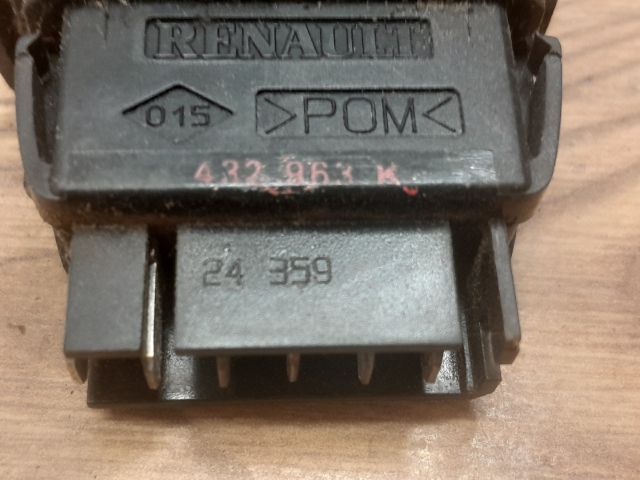 RENAULT
015 >POM<
432 963 K
24 359